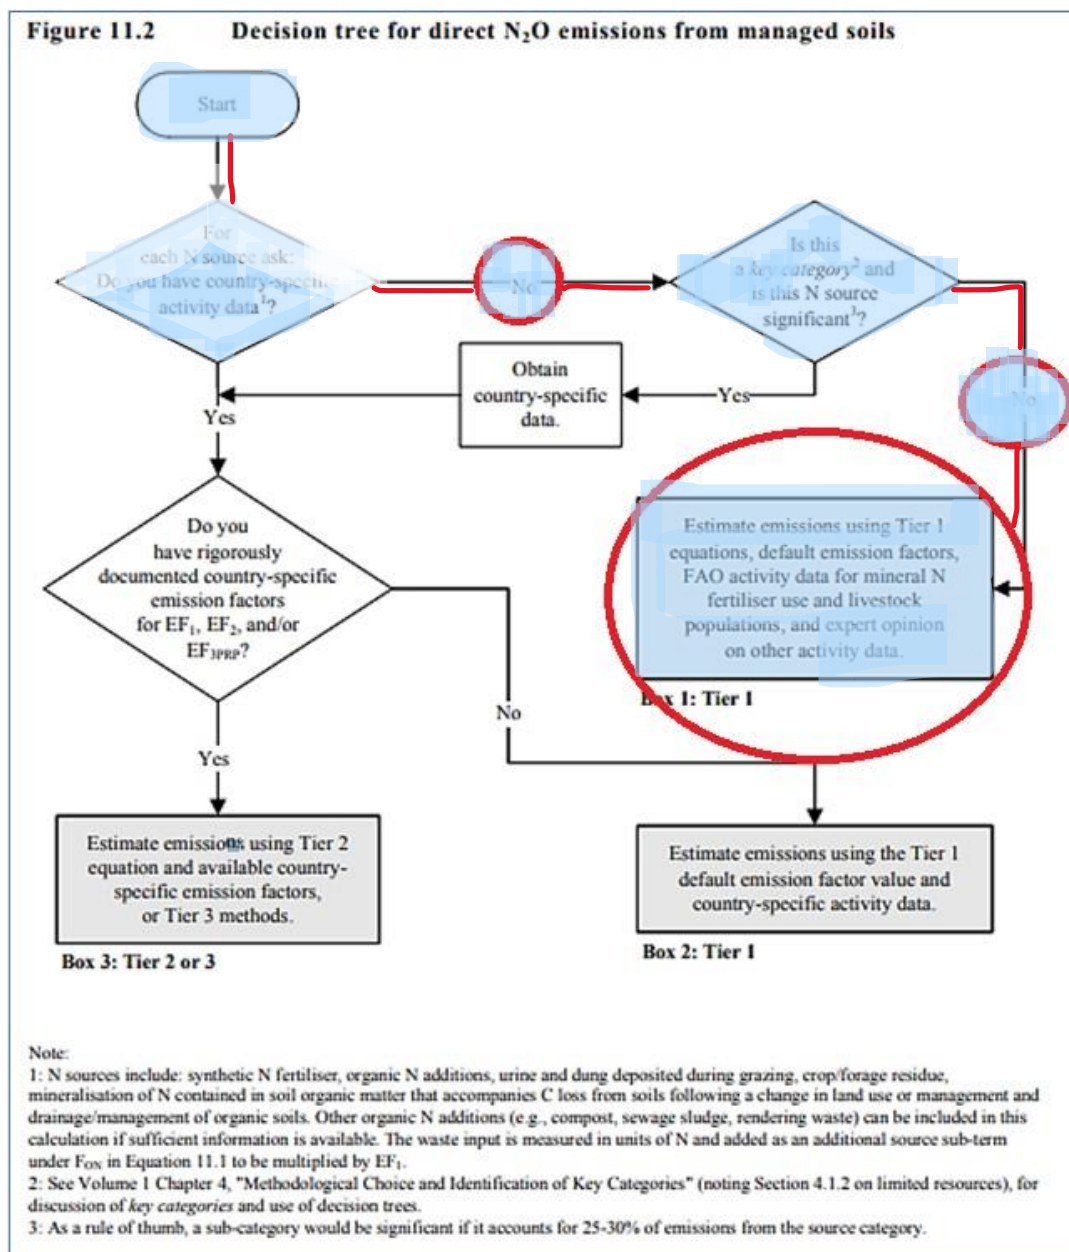 Figure 11.2 Decision tree for direct N₂O emissions from managed soils
Start
For
each N source ask:
Do you have country-specific
activity data¹?
No
Is this
a key category² and
is this N source
significant³?
No
Obtain
country-specific
data.
Yes
Yes
Do you
have rigorously
documented country-specific
emission factors
for EF₁, EF₂, and/or
EF₃PRP?
Estimate emissions using Tier 1
equations, default emission factors,
FAO activity data for mineral N
fertiliser use and livestock
populations, and expert opinion
on other activity data.
Box 1: Tier 1
No
Yes
Estimate emissions using Tier 2
equation and available country-
specific emission factors,
or Tier 3 methods.
Box 3: Tier 2 or 3
Estimate emissions using the Tier 1
default emission factor value and
country-specific activity data.
Box 2: Tier 1
Note:
1: N sources include: synthetic N fertiliser, organic N additions, urine and dung deposited during grazing, crop/forage residue,
mineralisation of N contained in soil organic matter that accompanies C loss from soils following a change in land use or management and
drainage/management of organic soils. Other organic N additions (e.g., compost, sewage sludge, rendering waste) can be included in this
calculation if sufficient information is available. The waste input is measured in units of N and added as an additional source sub-term
under F_ON in Equation 11.1 to be multiplied by EF₁.
2: See Volume 1 Chapter 4, "Methodological Choice and Identification of Key Categories" (noting Section 4.1.2 on limited resources), for
discussion of key categories and use of decision trees.
3: As a rule of thumb, a sub-category would be significant if it accounts for 25-30% of emissions from the source category.